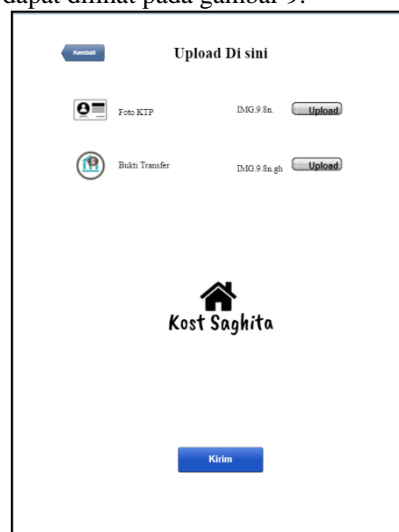 dapat dilihat pada gambar 9.
Kembali
Upload Di sini
Foto KTP
IMG.9.8n.
Upload
Bukti Transfer
IMG.9.8n.gh
Upload
Kost Saghita
Kirim